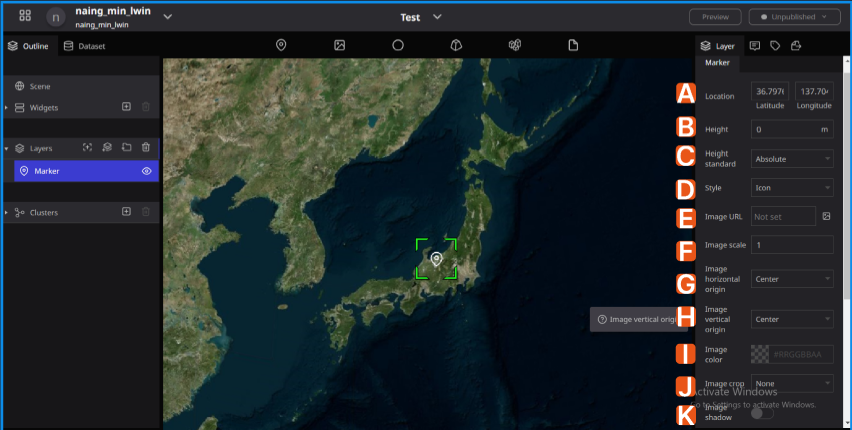 n
naing_min_lwin
naing_min_lwin
Test
Preview
Unpublished
Outline
Dataset
Layer
Scene
Widgets
Layers
Marker
Clusters
Marker
A
Location
36.797
137.70
Latitude
Longitude
B
Height
0
m
C
Height
standard
Absolute
D
Style
Icon
E
Image URL
Not set
F
Image scale
1
G
Image
horizontal
origin
Center
Image vertical
H
Image
vertical
origin
Center
I
Image
color
#RRGGBBAA
J
Image crop
None
Activate Windows
Go to Settings to activate Windows.
K
Image
shadow